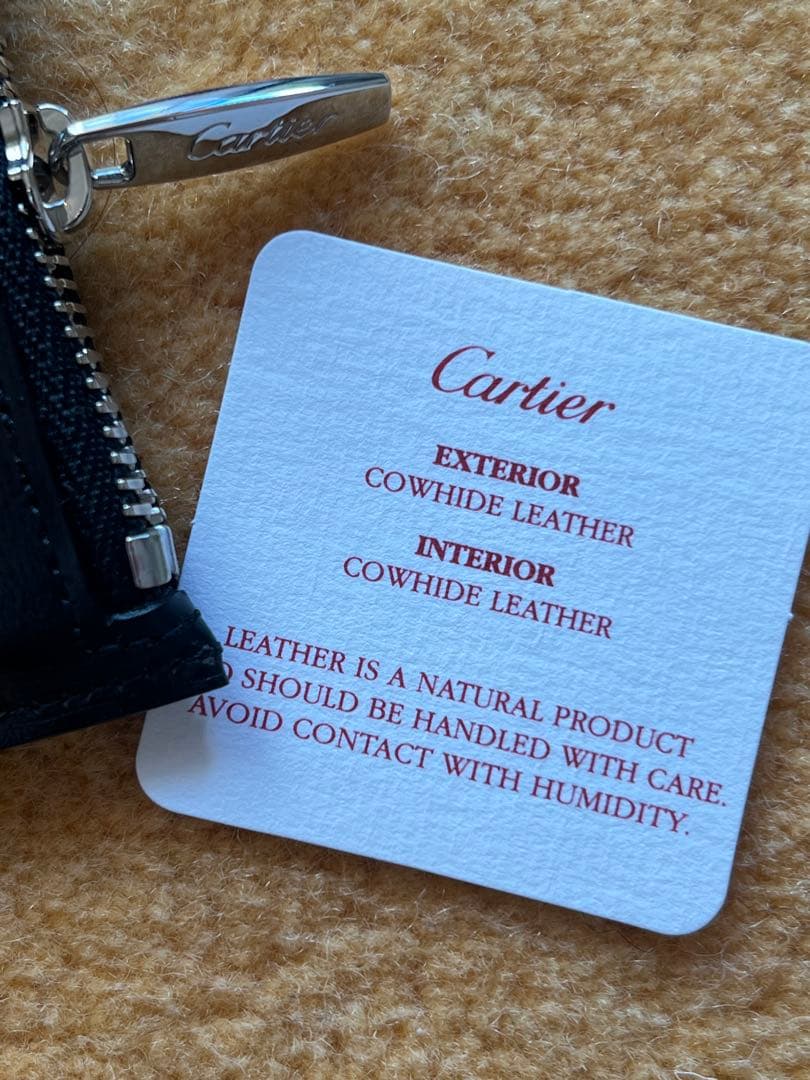 Cartier
Cartier
EXTERIOR
COWHIDE LEATHER
INTERIOR
COWHIDE LEATHER
LEATHER IS A NATURAL PRODUCT
D SHOULD BE HANDLED WITH CARE.
AVOID CONTACT WITH HUMIDITY.